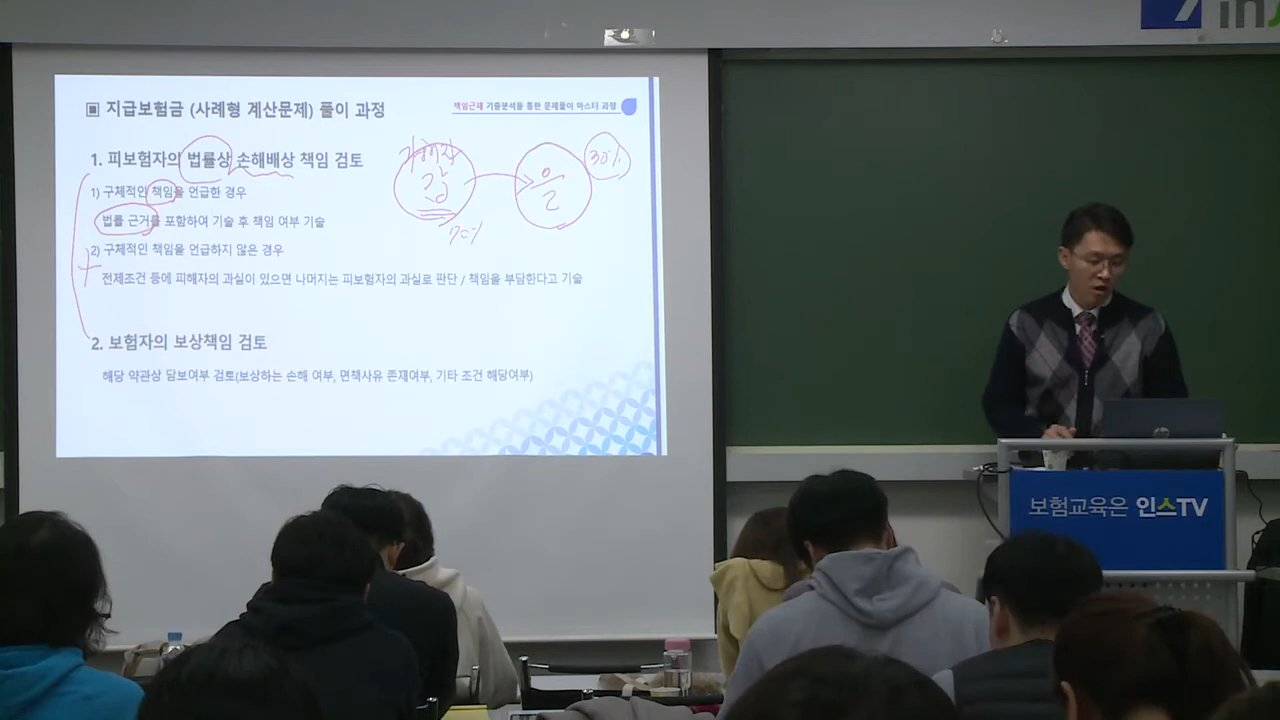 7 in
▣ 지급보험금 (사례형 계산문제) 풀이 과정
책임근재 기출분석을 통한 문제풀이 마스터 과정
1. 피보험자의 법률상 손해배상 책임 검토
가해자
갑
을
30%
70%
1) 구체적인 책임을 언급한 경우
법률 근거를 포함하여 기술 후 책임 여부 기술
2) 구체적인 책임을 언급하지 않은 경우
전제조건 등에 피해자의 과실이 있으면 나머지는 피보험자의 과실로 판단 / 책임을 부담한다고 기술
2. 보험자의 보상책임 검토
해당 약관상 담보여부 검토(보상하는 손해 여부, 면책사유 존재여부, 기타 조건 해당여부)
hp
보험교육은 인스TV